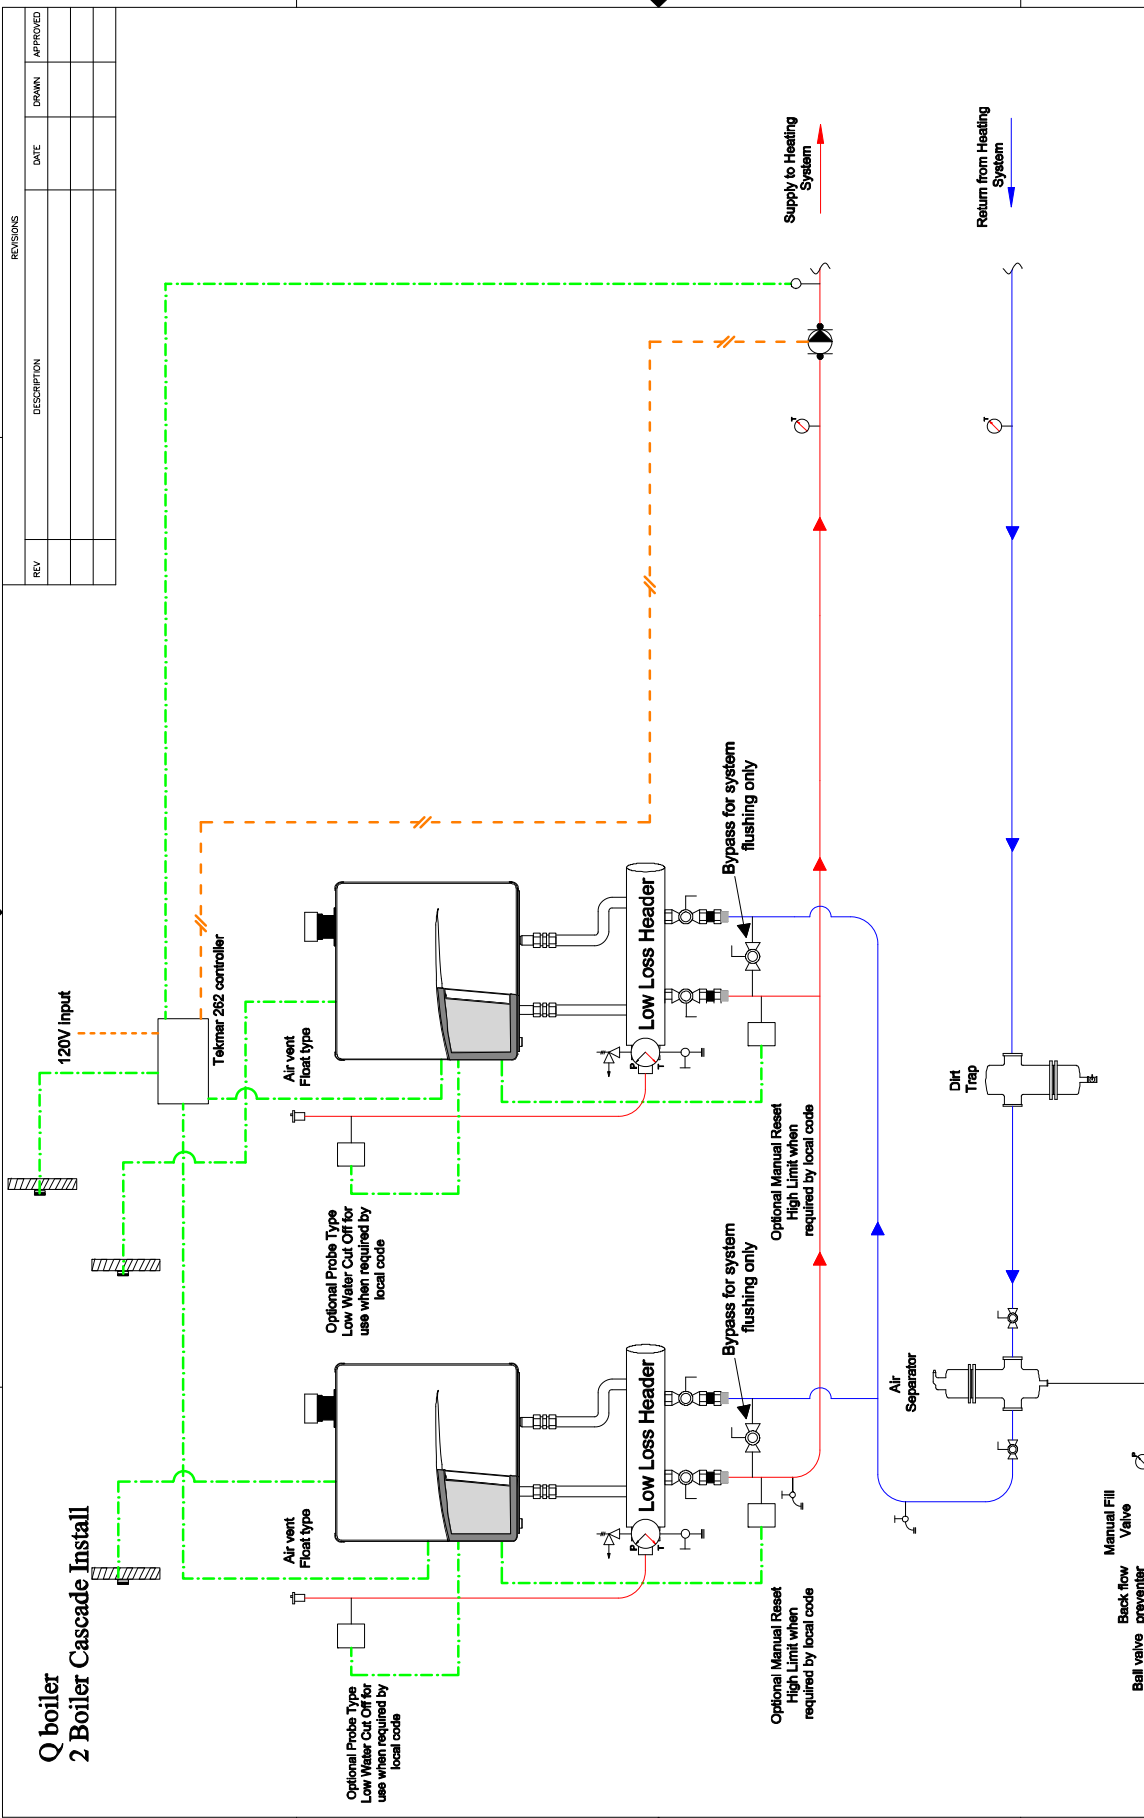 Q boiler
2 Boiler Cascade Install
REVISIONS
REV
DESCRIPTION
DATE
DRAWN
APPROVED
120V input
Tekmar 262 controller
Air vent
Float type
Air vent
Float type
Optional Probe Type
Low Water Cut Off for
use when required by
local code
Optional Probe Type
Low Water Cut Off for
use when required by
local code
Low Loss Header
P
T
Low Loss Header
P
T
Bypass for system
flushing only
Bypass for system
flushing only
Optional Manual Reset
High Limit when
required by local code
Optional Manual Reset
High Limit when
required by local code
Supply to Heating
System
T
Return from Heating
System
T
Air
Separator
Dirt
Trap
Manual Fill
Valve
Back flow
preventer
Ball valve